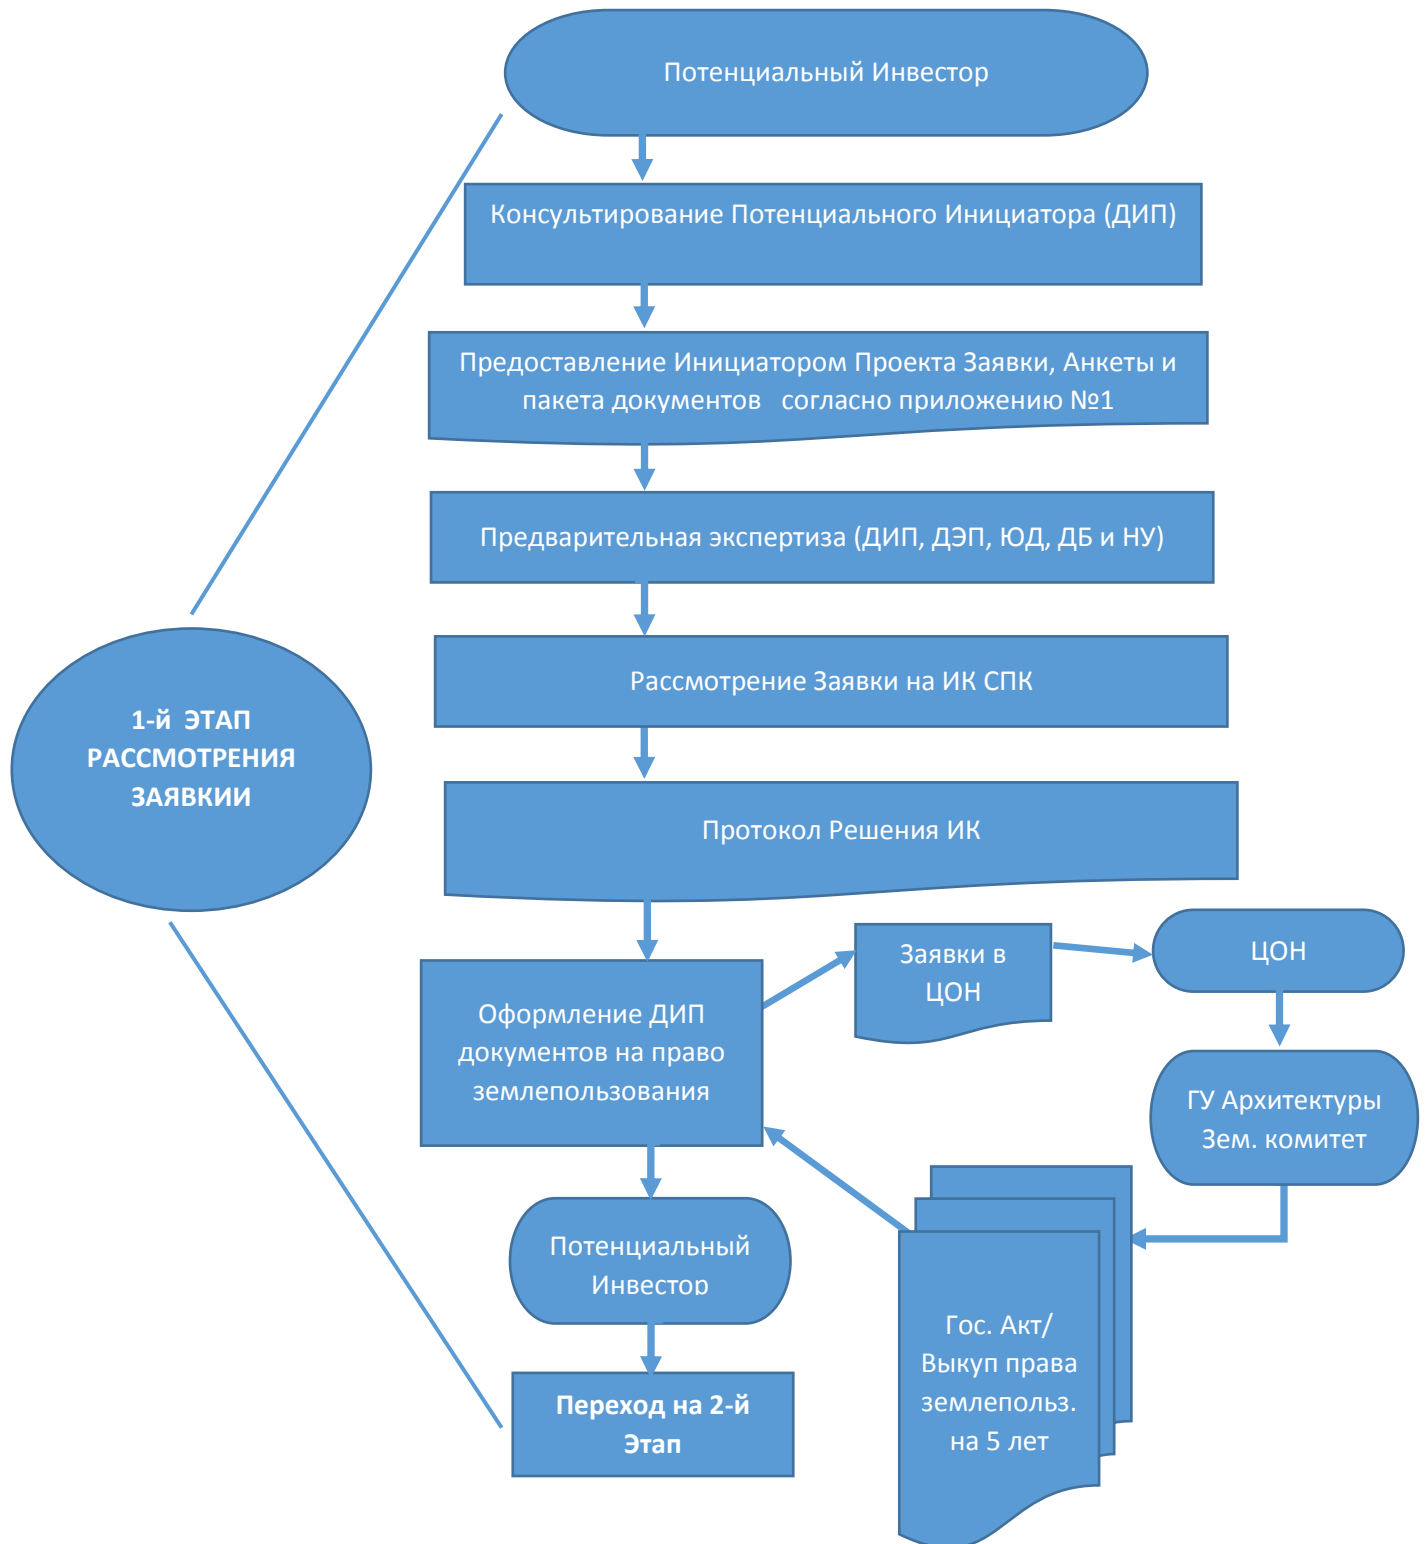 Потенциальный Инвестор
Консультирование Потенциального Инициатора (ДИП)
Предоставление Инициатором Проекта Заявки, Анкеты и
пакета документов   согласно приложению №1
Предварительная экспертиза (ДИП, ДЭП, ЮД, ДБ и НУ)
Рассмотрение Заявки на ИК СПК
1-й  ЭТАП
РАССМОТРЕНИЯ
ЗАЯВКИИ
Протокол Решения ИК
Оформление ДИП
документов на право
землепользования
Заявки в
ЦОН
ЦОН
ГУ Архитектуры
Зем. комитет
Гос. Акт/
Выкуп права
землепольз.
на 5 лет
Потенциальный
Инвестор
Переход на 2-й
Этап